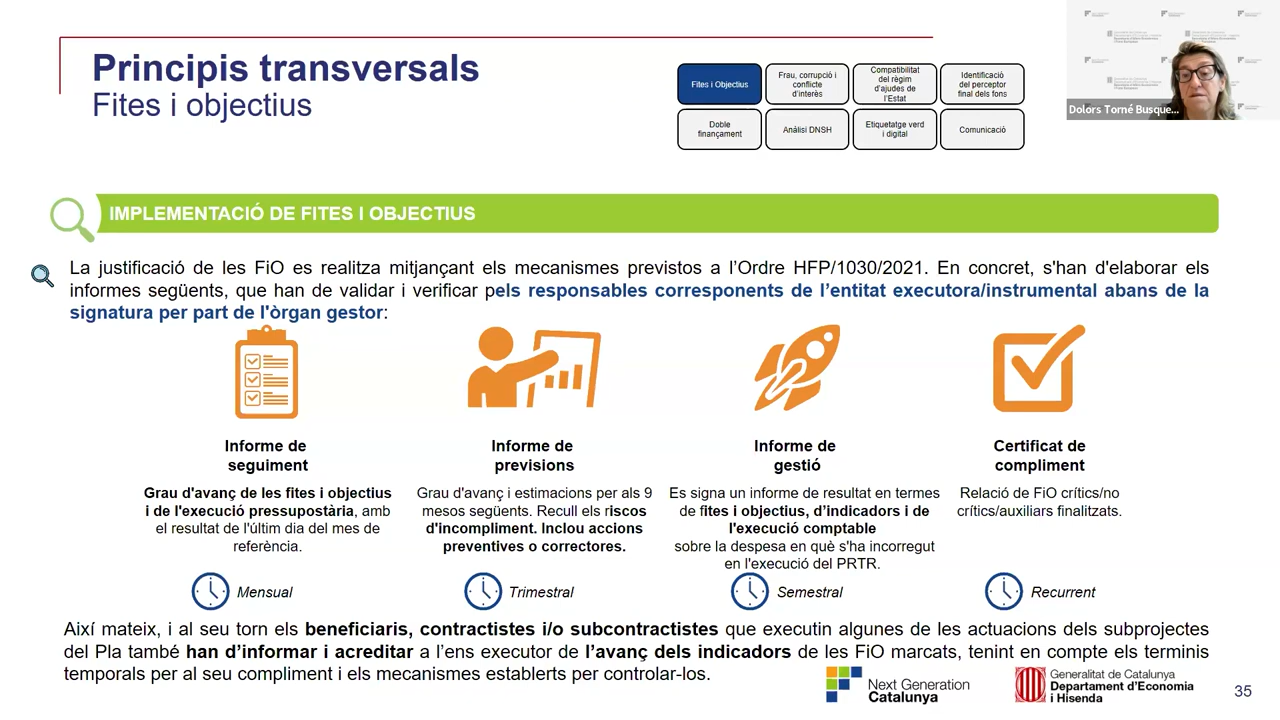 Principis transversals
Fites i objectius
Fites i Objectius
Frau, corrupció i
conflicte
d'interès
Compatibilitat
del règim
d'ajudes de
l'Estat
Identificació
del perceptor
final dels fons
Doble
finançament
Anàlisi DNSH
Etiquetatge verd
i digital
Comunicació
Dolors Torné Busque...
IMPLEMENTACIÓ DE FITES I OBJECTIUS
La justificació de les FiO es realitza mitjançant els mecanismes previstos a l'Ordre HFP/1030/2021. En concret, s'han d'elaborar els
informes següents, que han de validar i verificar pels responsables corresponents de l'entitat executora/instrumental abans de la
signatura per part de l'òrgan gestor:
Informe de
seguiment
Grau d'avanç de les fites i objectius
i de l'execució pressupostària, amb
el resultat de l'últim dia del mes de
referència.
Mensual
Informe de
previsions
Grau d'avanç i estimacions per als 9
mesos següents. Recull els riscos
d'incompliment. Inclou accions
preventives o correctores.
Trimestral
Informe de
gestió
Es signa un informe de resultat en termes
de fites i objectius, d'indicadors i de
l'execució comptable
sobre la despesa en què s'ha incorregut
en l'execució del PRTR.
Semestral
Certificat de
compliment
Relació de FiO crítics/no
crítics/auxiliars finalitzats.
Recurrent
Així mateix, i al seu torn els beneficiaris, contractistes i/o subcontractistes que executin algunes de les actuacions dels subprojectes
del Pla també han d'informar i acreditar a l'ens executor de l'avanç dels indicadors de les FiO marcats, tenint en compte els terminis
temporals per al seu compliment i els mecanismes establerts per controlar-los.
Next Generation
Catalunya
Generalitat de Catalunya
Departament d'Economia
i Hisenda
35